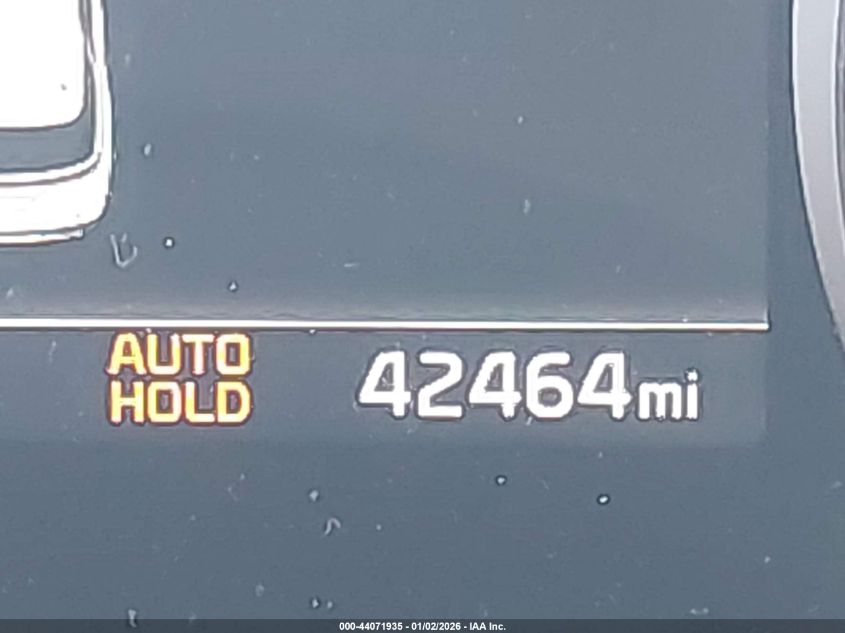 AUTO
HOLD
42464mi
000-44071935 - 01/02/2026 - IAA Inc.